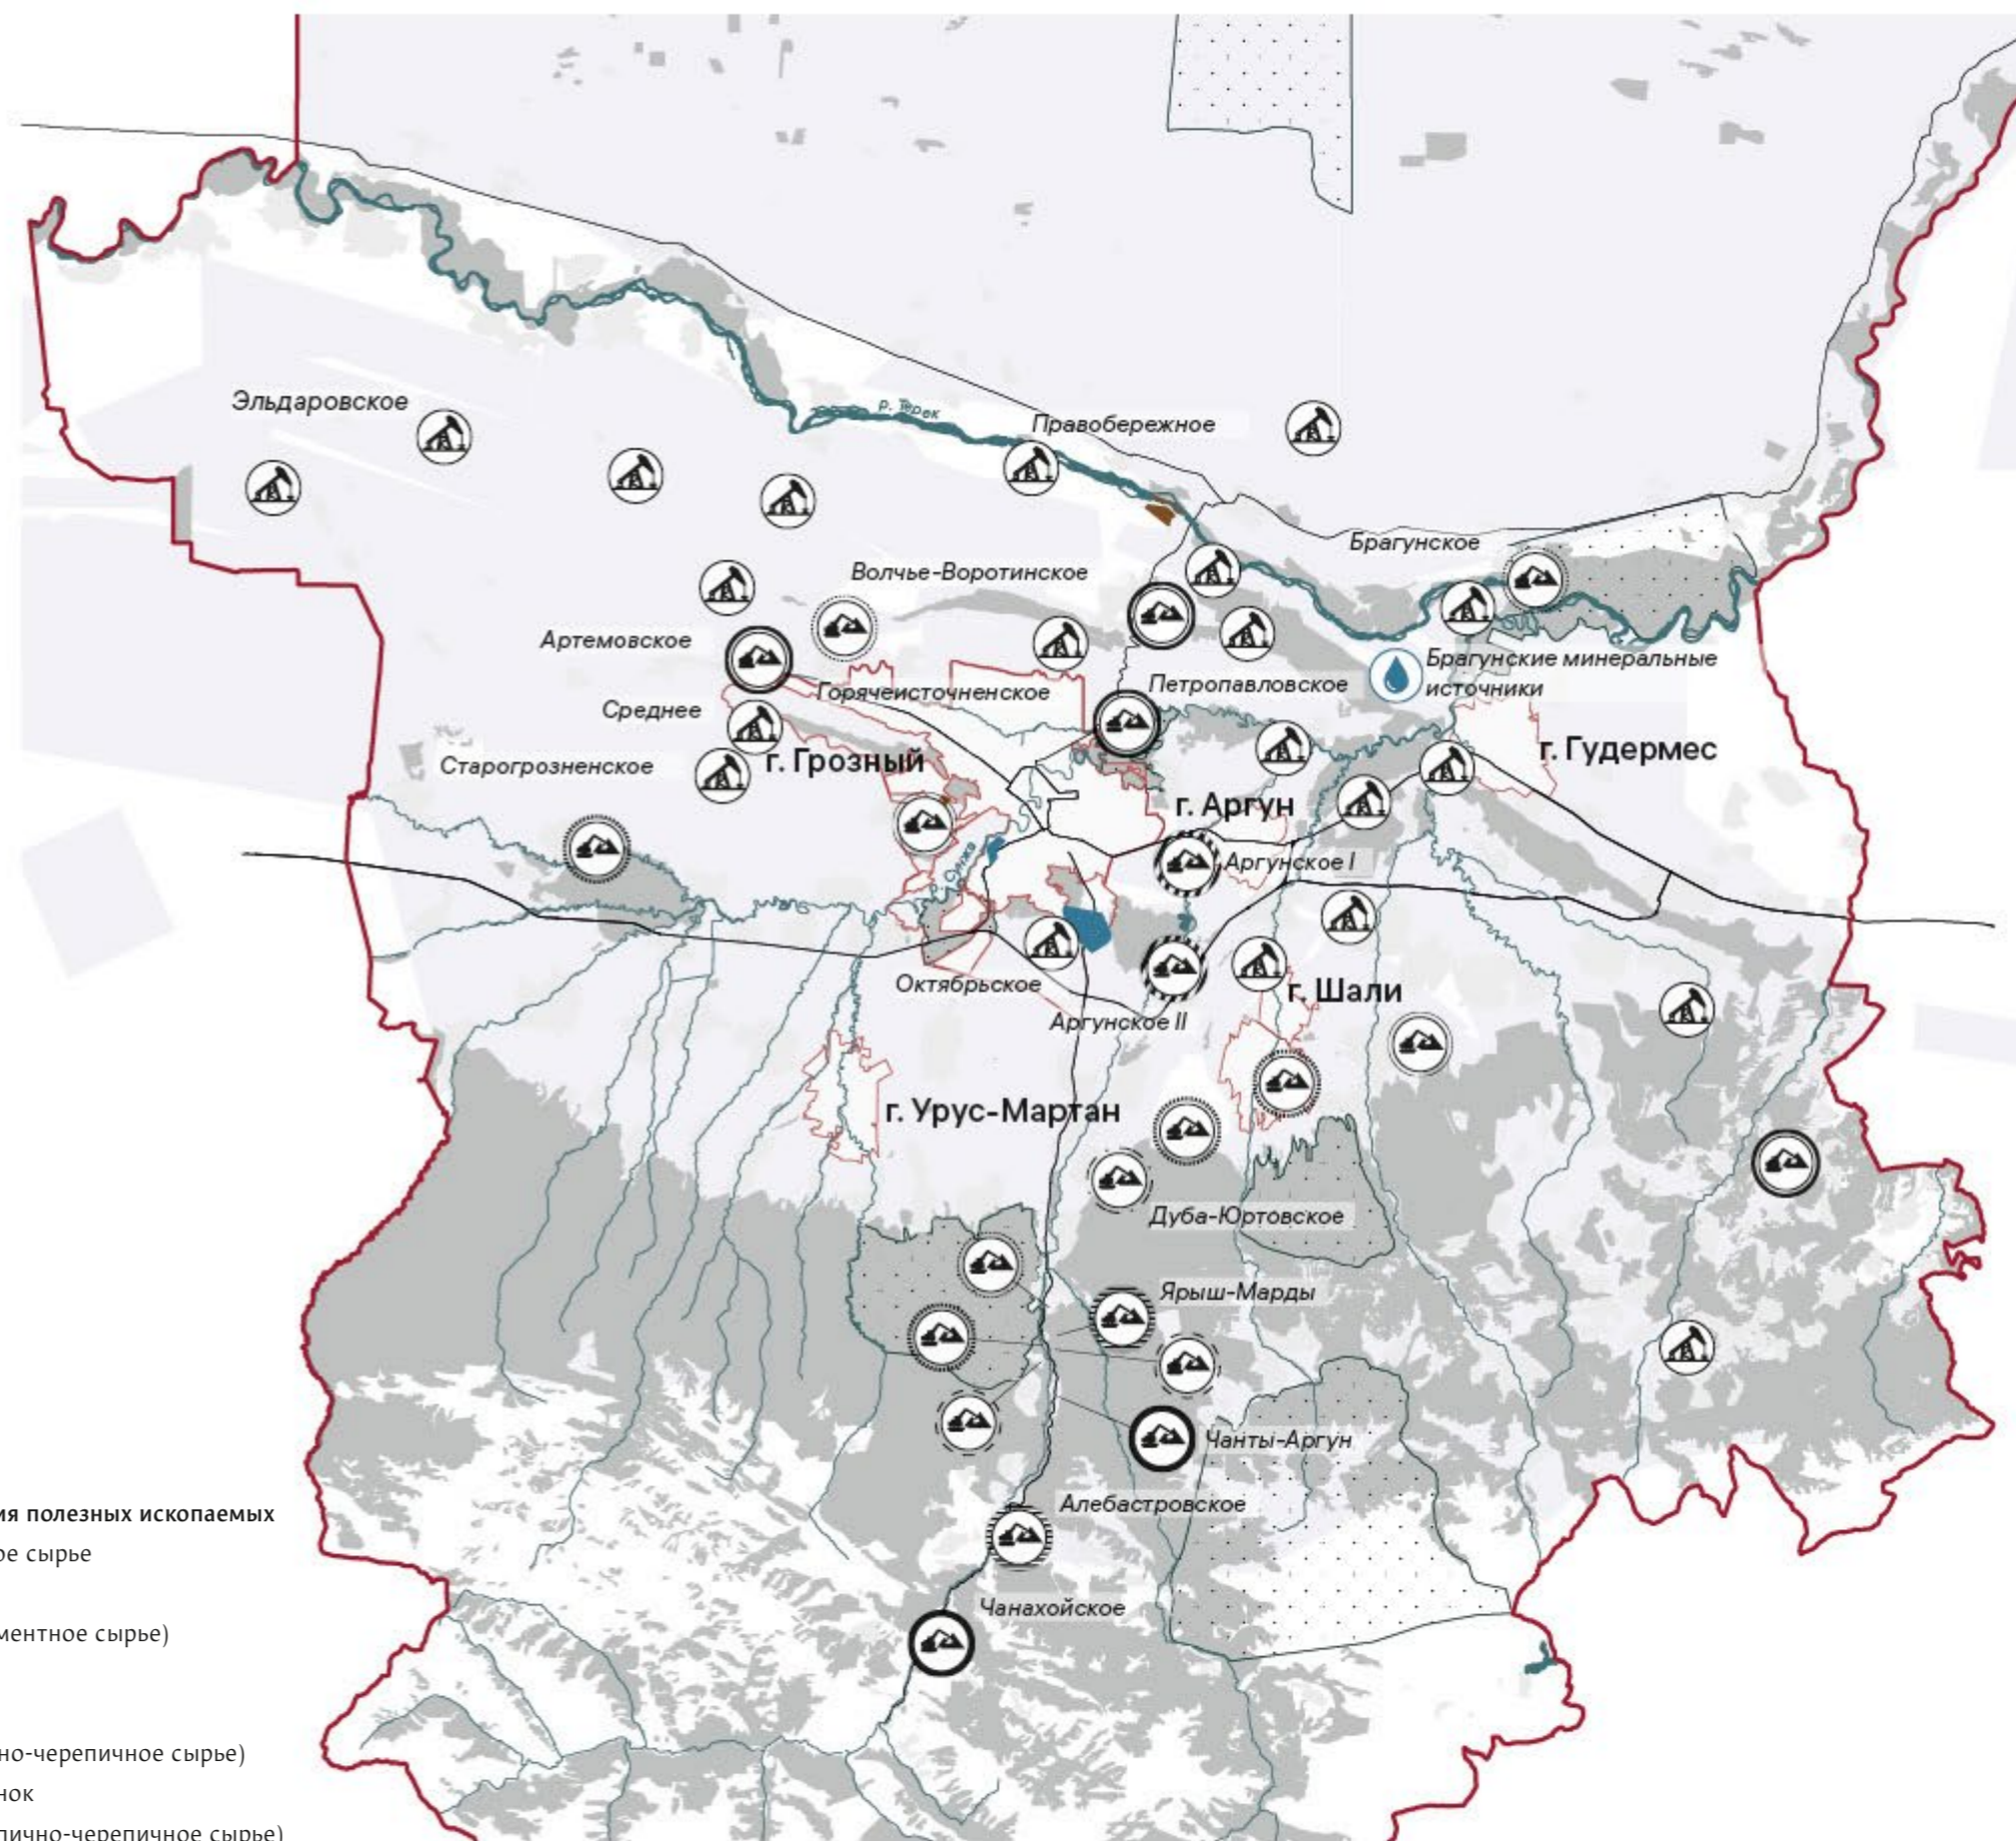 р. Терек
Эльдаровское
Правобережное
Брагунское
Волчье-Воротинское
Артемовское
Брагунские минеральные
источники
Горячеисточненское
Петропавловское
Среднее
г. Грозный
г. Гудермес
Старогрозненское
г. Аргун
Аргунское I
р. Сунжа
Октябрьское
г. Шали
Аргунское II
г. Урус-Мартан
Дуба-Юртовское
Ярыш-Марды
Чанты-Аргун
Алебастровское
Чанахойское
ия полезных ископаемых
ое сырье
ментное сырье)
но-черепичное сырье)
нок
пично-черепичное сырье)